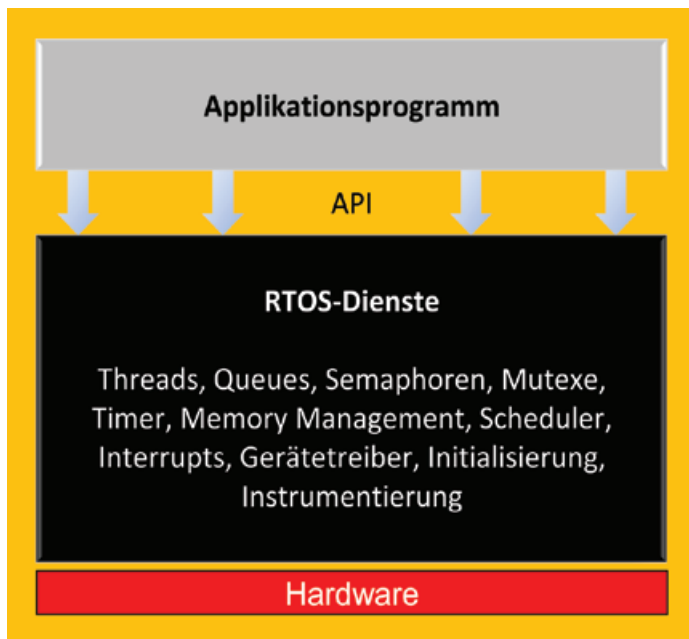 Applikationsprogramm
API
RTOS-Dienste
Threads, Queues, Semaphoren, Mutexe,
Timer, Memory Management, Scheduler,
Interrupts, Gerätetreiber, Initialisierung,
Instrumentierung
Hardware